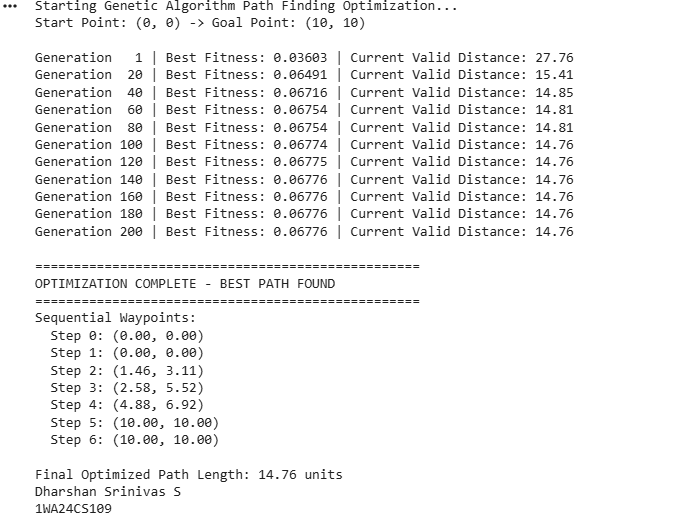 ••• Starting Genetic Algorithm Path Finding Optimization...
Start Point: (0, 0) -> Goal Point: (10, 10)
Generation   1 | Best Fitness: 0.03603 | Current Valid Distance: 27.76
Generation  20 | Best Fitness: 0.06491 | Current Valid Distance: 15.41
Generation  40 | Best Fitness: 0.06716 | Current Valid Distance: 14.85
Generation  60 | Best Fitness: 0.06754 | Current Valid Distance: 14.81
Generation  80 | Best Fitness: 0.06754 | Current Valid Distance: 14.81
Generation 100 | Best Fitness: 0.06774 | Current Valid Distance: 14.76
Generation 120 | Best Fitness: 0.06775 | Current Valid Distance: 14.76
Generation 140 | Best Fitness: 0.06776 | Current Valid Distance: 14.76
Generation 160 | Best Fitness: 0.06776 | Current Valid Distance: 14.76
Generation 180 | Best Fitness: 0.06776 | Current Valid Distance: 14.76
Generation 200 | Best Fitness: 0.06776 | Current Valid Distance: 14.76
==================================================
OPTIMIZATION COMPLETE - BEST PATH FOUND
==================================================
Sequential Waypoints:
  Step 0: (0.00, 0.00)
  Step 1: (0.00, 0.00)
  Step 2: (1.46, 3.11)
  Step 3: (2.58, 5.52)
  Step 4: (4.88, 6.92)
  Step 5: (10.00, 10.00)
  Step 6: (10.00, 10.00)
Final Optimized Path Length: 14.76 units
Dharshan Srinivas S
1WA24CS109